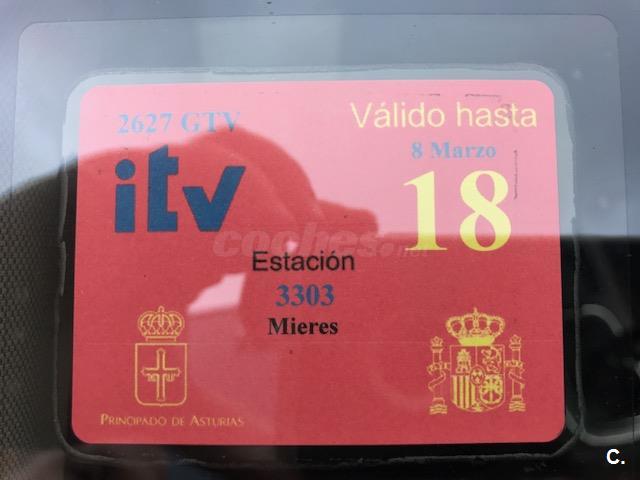 2627 GTV
Válido hasta
8 Marzo
itv
18
coches.net
Estación
3303
Mieres
PRINCIPADO DE ASTURIAS
C.